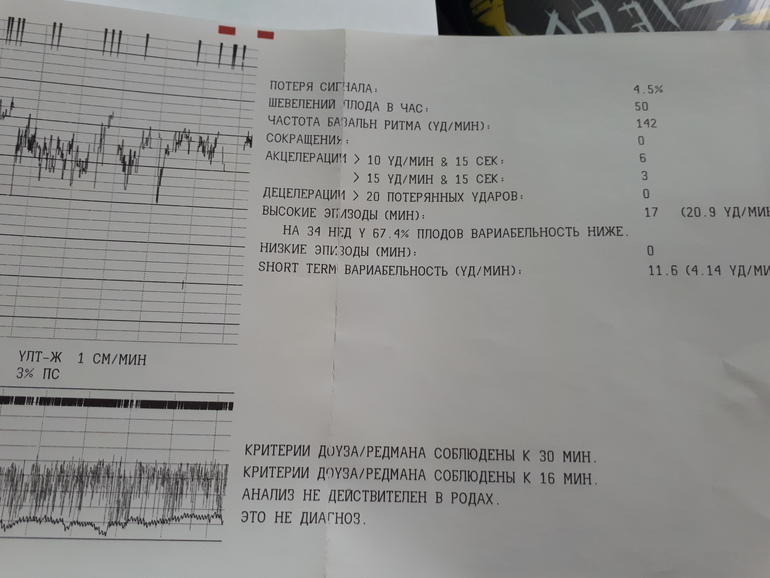 ПОТЕРЯ СИГНАЛА: 4.5%
ШЕВЕЛЕНИЙ ПЛОДА В ЧАС: 50
ЧАСТОТА БАЗАЛЬН РИТМА (УД/МИН): 142
СОКРАЩЕНИЯ: 0
АКЦЕЛЕРАЦИИ > 10 УД/МИН & 15 СЕК: 6
> 15 УД/МИН & 15 СЕК: 3
ДЕЦЕЛЕРАЦИИ > 20 ПОТЕРЯННЫХ УДАРОВ: 0
ВЫСОКИЕ ЭПИЗОДЫ (МИН): 17 (20.9 УД/МИН
НА 34 НЕД У 67.4% ПЛОДОВ ВАРИАБЕЛЬНОСТЬ НИЖЕ.
НИЗКИЕ ЭПИЗОДЫ (МИН): 0
SHORT TERM ВАРИАБЕЛЬНОСТЬ (УД/МИН): 11.6 (4.14 УД/МИ
УЛТ-Ж 1 СМ/МИН
3% ПС
КРИТЕРИИ ДОУЗА/РЕДМАНА СОБЛЮДЕНЫ К 30 МИН.
КРИТЕРИИ ДОУЗА/РЕДМАНА СОБЛЮДЕНЫ К 16 МИН.
АНАЛИЗ НЕ ДЕЙСТВИТЕЛЕН В РОДАХ.
ЭТО НЕ ДИАГНОЗ.